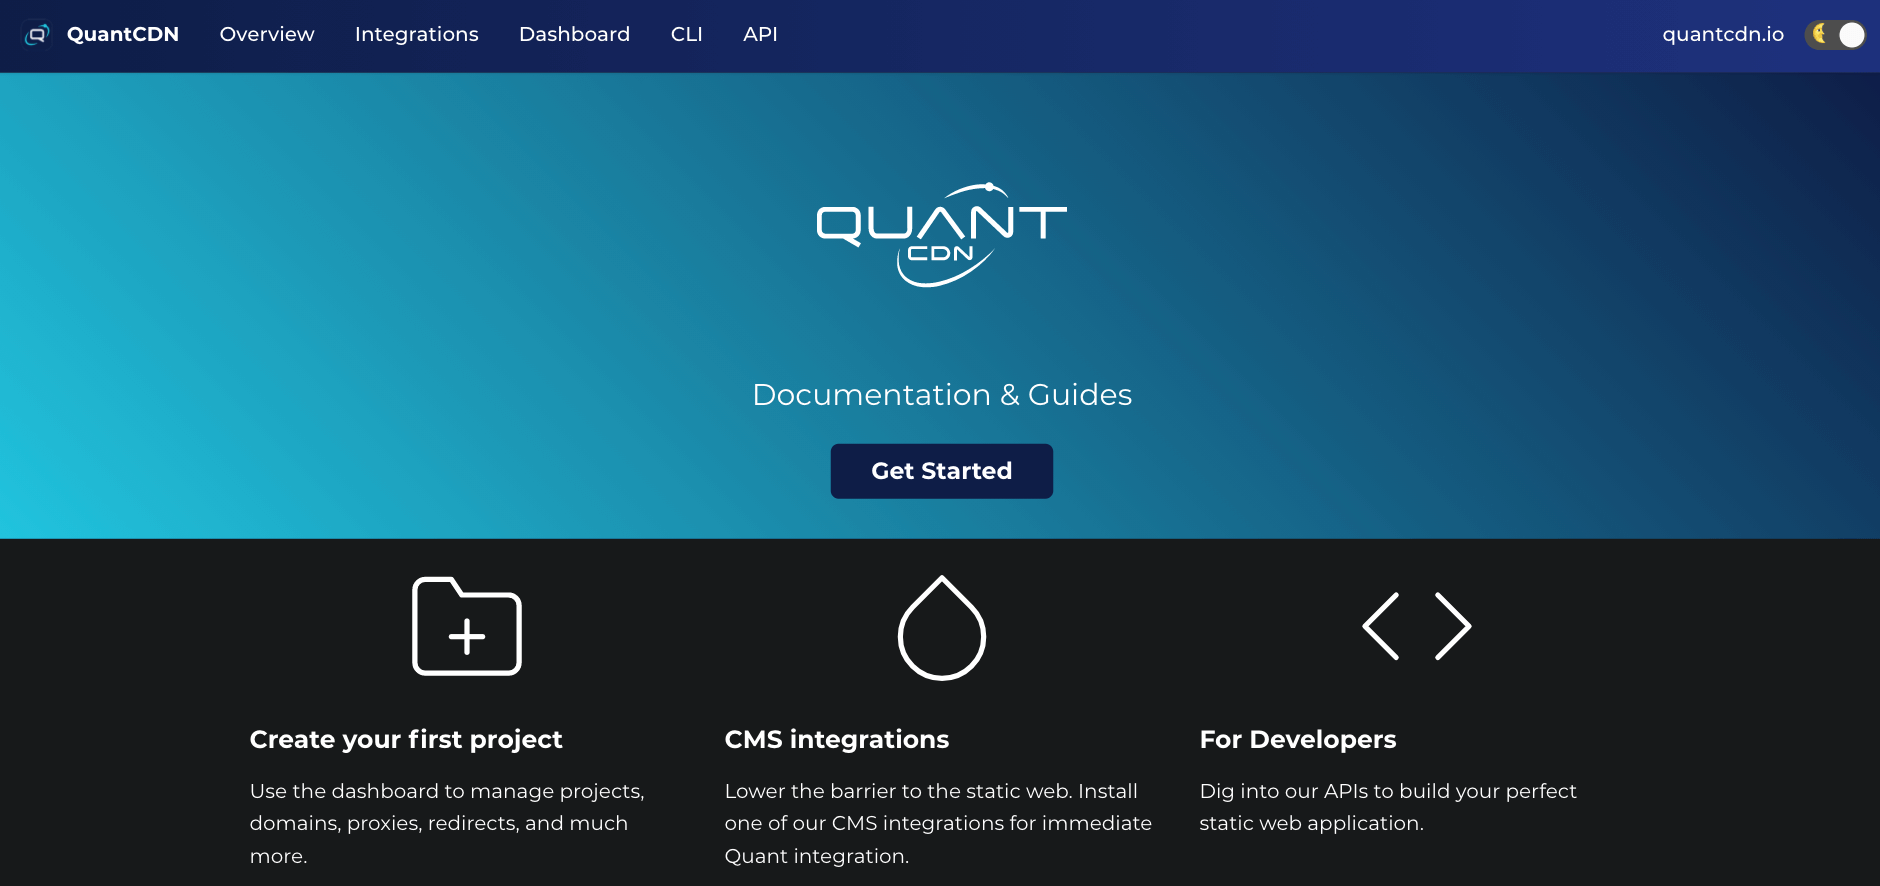 QuantCDN Overview Integrations Dashboard CLI API quantcdn.io
QUANT
CDN
Documentation & Guides
Get Started
Create your first project
Use the dashboard to manage projects,
domains, proxies, redirects, and much
more.
CMS integrations
Lower the barrier to the static web. Install
one of our CMS integrations for immediate
Quant integration.
For Developers
Dig into our APIs to build your perfect
static web application.